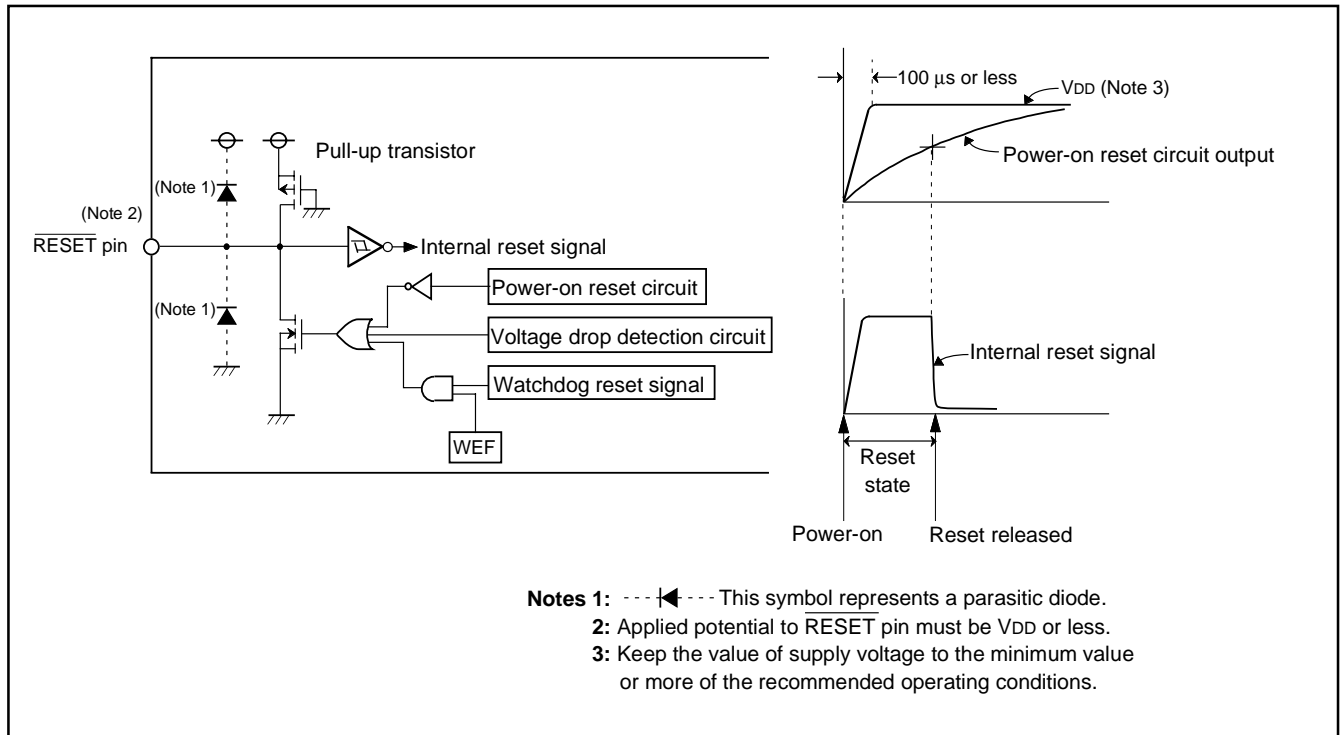 Pull-up transistor
(Note 1)
(Note 2)
RESET pin
Internal reset signal
Power-on reset circuit
(Note 1)
Voltage drop detection circuit
Watchdog reset signal
WEF
100 μs or less
VDD (Note 3)
Power-on reset circuit output
Internal reset signal
Reset
state
Power-on
Reset released
Notes 1: This symbol represents a parasitic diode.
2: Applied potential to RESET pin must be VDD or less.
3: Keep the value of supply voltage to the minimum value
or more of the recommended operating conditions.